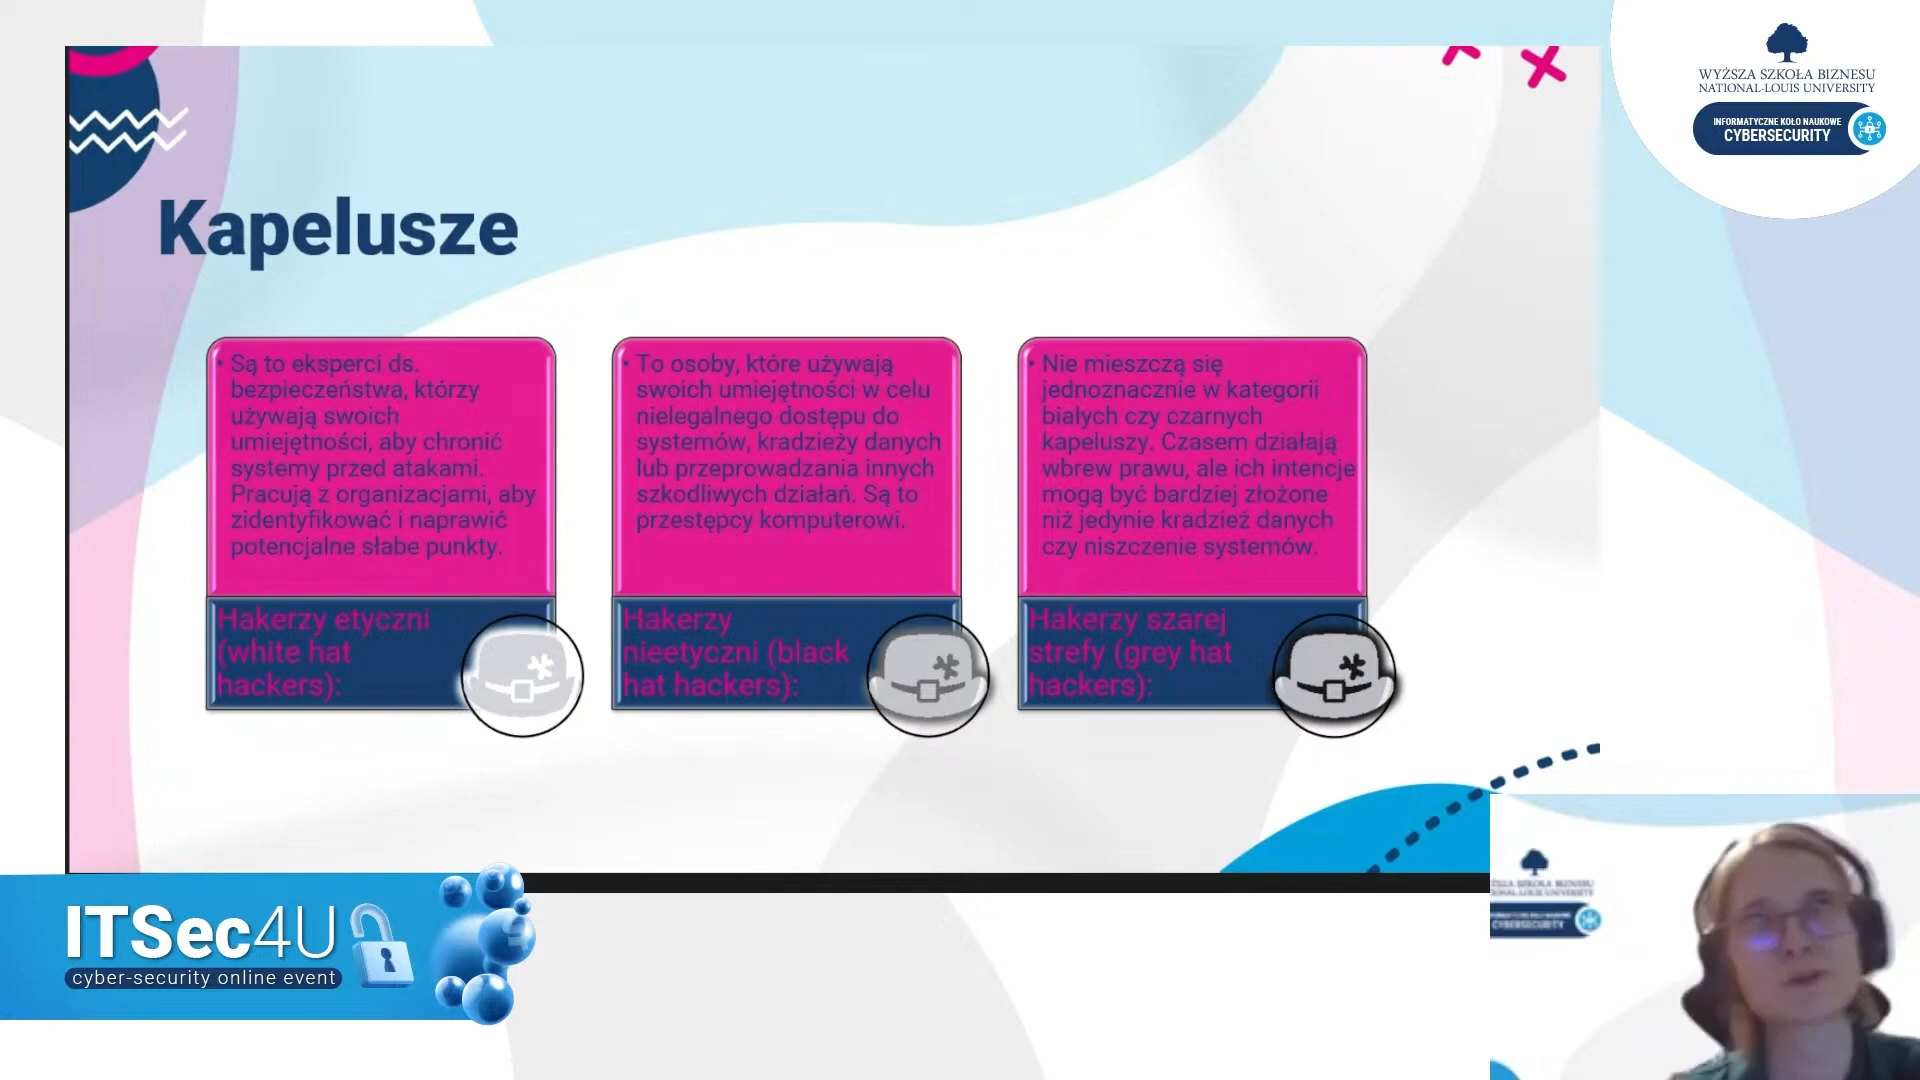 WYŻSZA SZKOŁA BIZNESU
NATIONAL-LOUIS UNIVERSITY
INFORMATYCZNE KOŁO NAUKOWE
CYBERSECURITY
Kapelusze
• Są to eksperci ds.
bezpieczeństwa, którzy
używają swoich
umiejętności, aby chronić
systemy przed atakami.
Pracują z organizacjami, aby
zidentyfikować i naprawić
potencjalne słabe punkty.
Hakerzy etyczni
(white hat
hackers):
• To osoby, które używają
swoich umiejętności w celu
nielegalnego dostępu do
systemów, kradzieży danych
lub przeprowadzania innych
szkodliwych działań. Są to
przestępcy komputerowi.
Hakerzy
nieetyczni (black
hat hackers):
• Nie mieszczą się
jednoznacznie w kategorii
białych czy czarnych
kapeluszy. Czasem działają
wbrew prawu, ale ich intencje
mogą być bardziej złożone
niż jedynie kradzież danych
czy niszczenie systemów.
Hakerzy szarej
strefy (grey hat
hackers):
ITSec4U
cyber-security online event